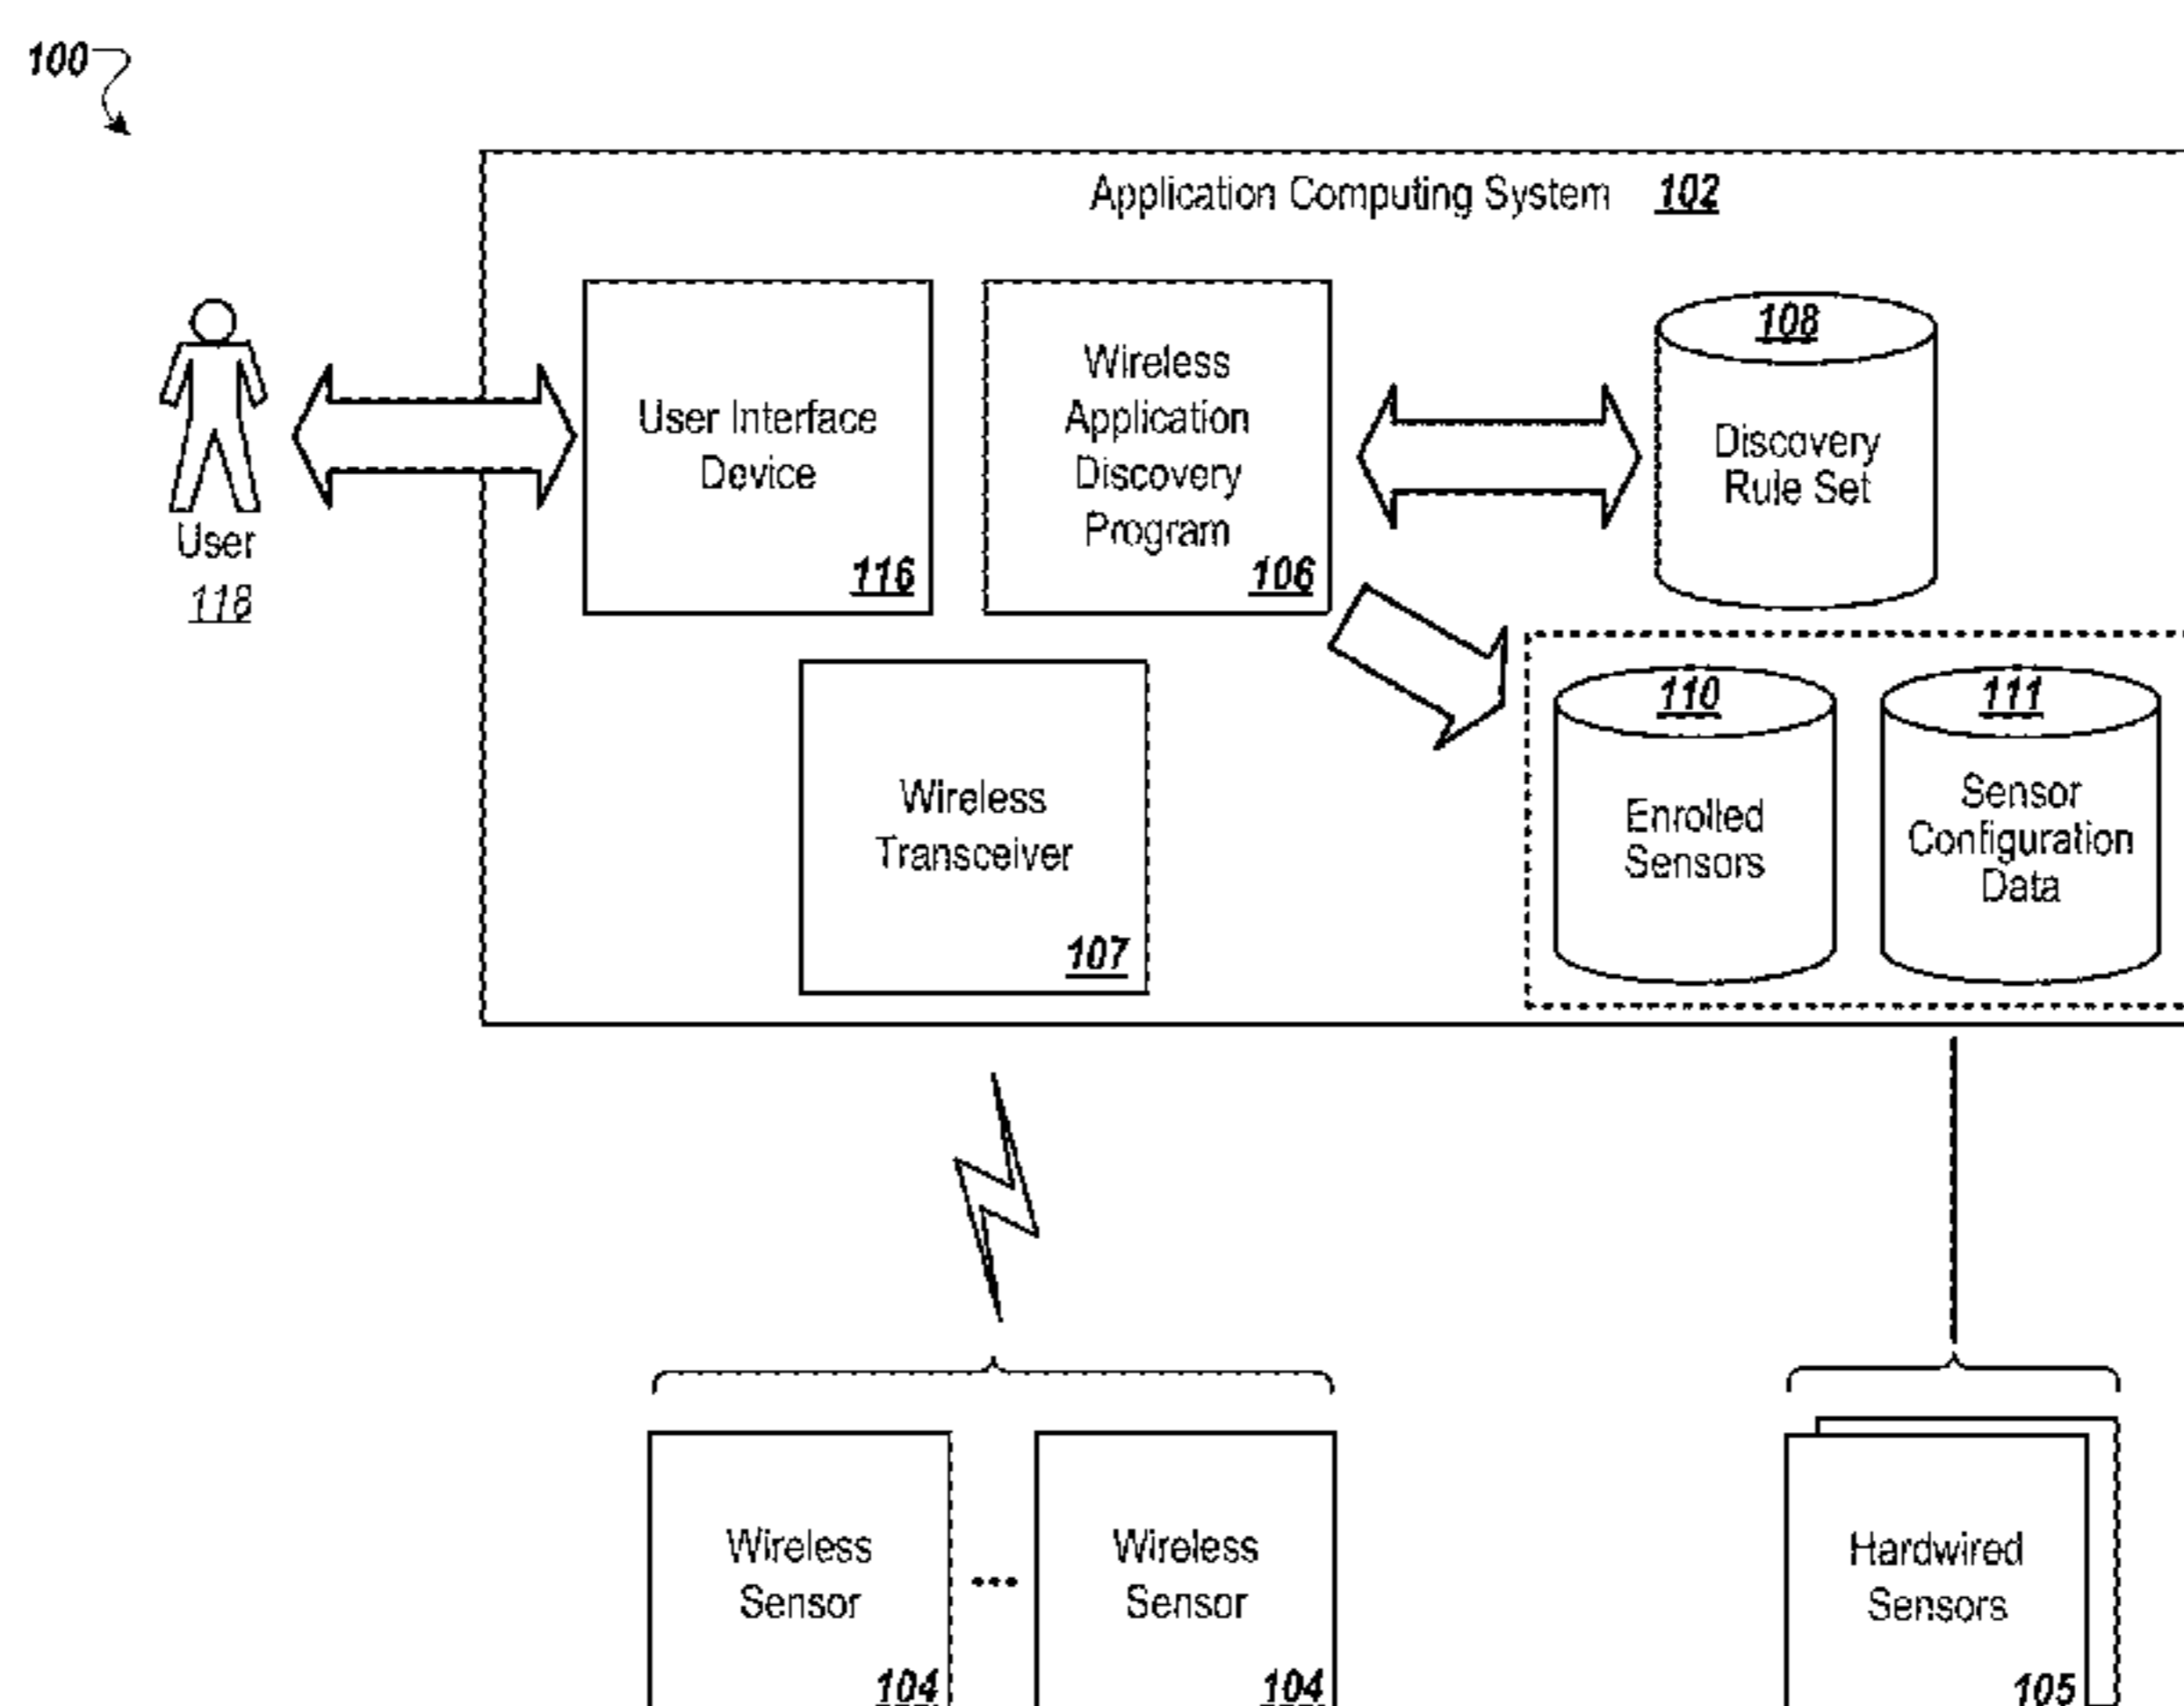 100
Application Computing System 102
User
118
User Interface
Device
116
Wireless
Application
Discovery
Program
106
108
Discovery
Rule Set
Wireless
Transceiver
107
110
Enrolled
Sensors
111
Sensor
Configuration
Data
Wireless
Sensor
104
...
Wireless
Sensor
104
Hardwired
Sensors
105